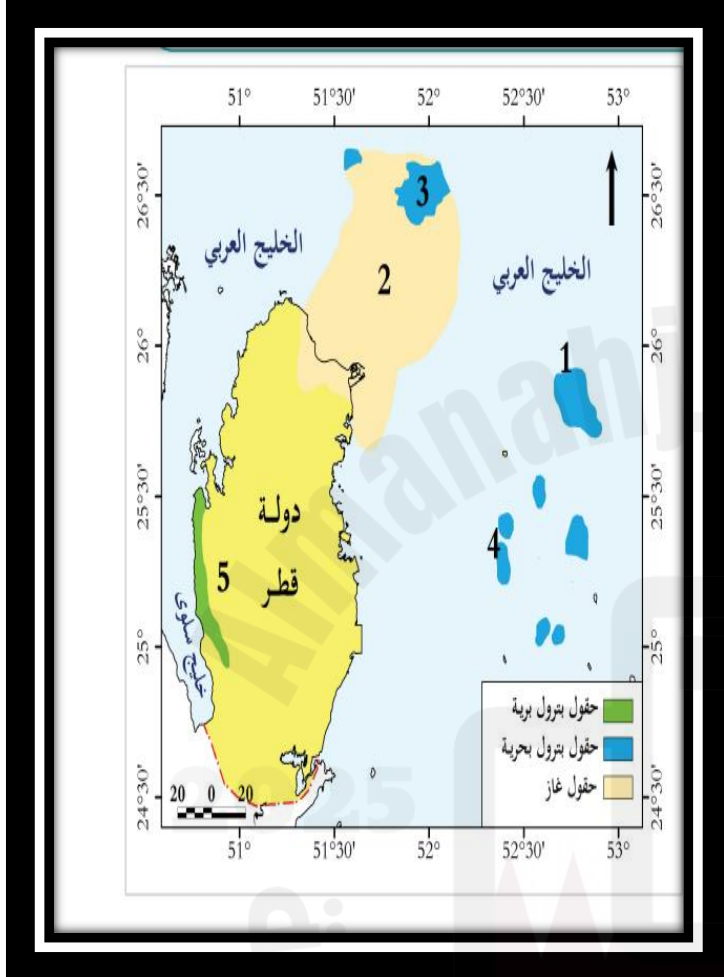 51° 51°30' 52° 52°30' 53°
26°30' 26°30'
3
الخليج العربي
الخليج العربي
2
26° 26°
1
25°30' 25°30'
دولة
قطر
4
5
خليج سلوى
25° 25°
حقول بترول برية
حقول بترول بحرية
حقول غاز
24°30' 24°30'
20 0 20
51° 51°30' 52° 52°30' 53°
Almanahj
2025